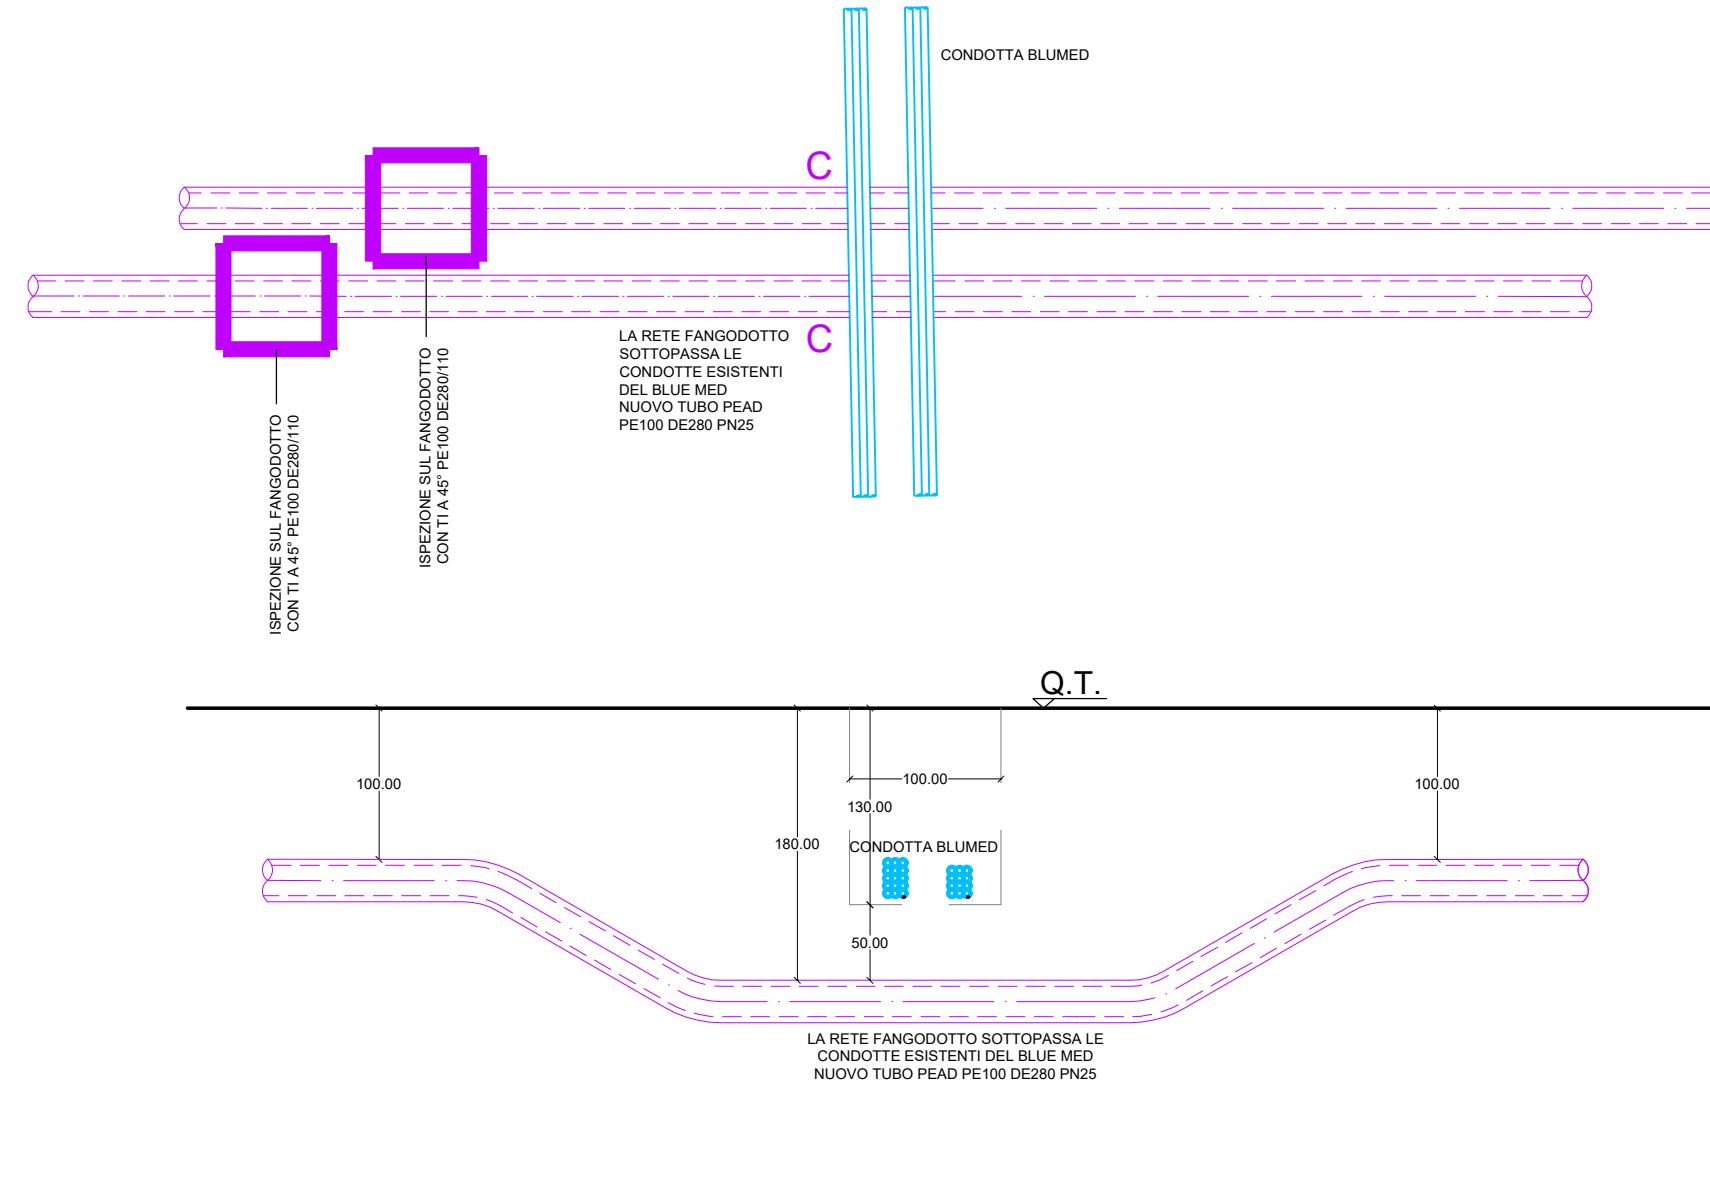 CONDOTTA BLUMED
C
C
LA RETE FANGODOTTO
SOTTOPASSA LE
CONDOTTE ESISTENTI
DEL BLUE MED
NUOVO TUBO PEAD
PE100 DE280 PN25
ISPEZIONE SUL FANGODOTTO
CON TI A 45° PE100 DE280/110
ISPEZIONE SUL FANGODOTTO
CON TI A 45° PE100 DE280/110
Q.T.
100.00
100.00
100.00
130.00
180.00
CONDOTTA BLUMED
50.00
LA RETE FANGODOTTO SOTTOPASSA LE
CONDOTTE ESISTENTI DEL BLUE MED
NUOVO TUBO PEAD PE100 DE280 PN25